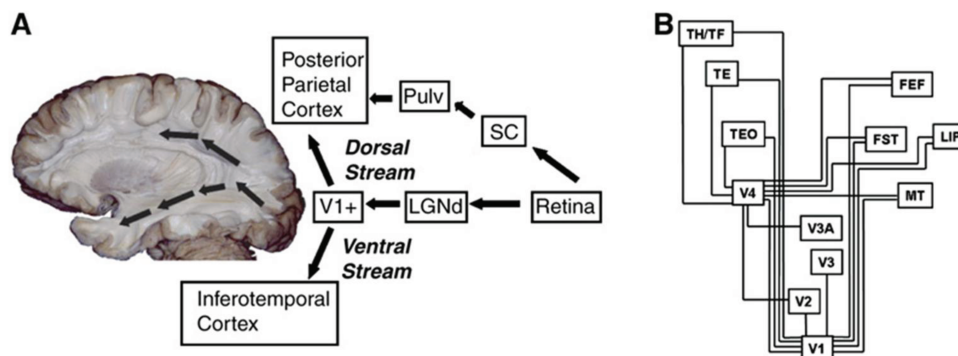 A
Posterior
Parietal
Cortex
Pulv
SC
Dorsal
Stream
V1+
LGNd
Retina
Ventral
Stream
Inferotemporal
Cortex
B
TH/TF
TE
FEF
TEO
FST
LIP
V4
MT
V3A
V3
V2
V1